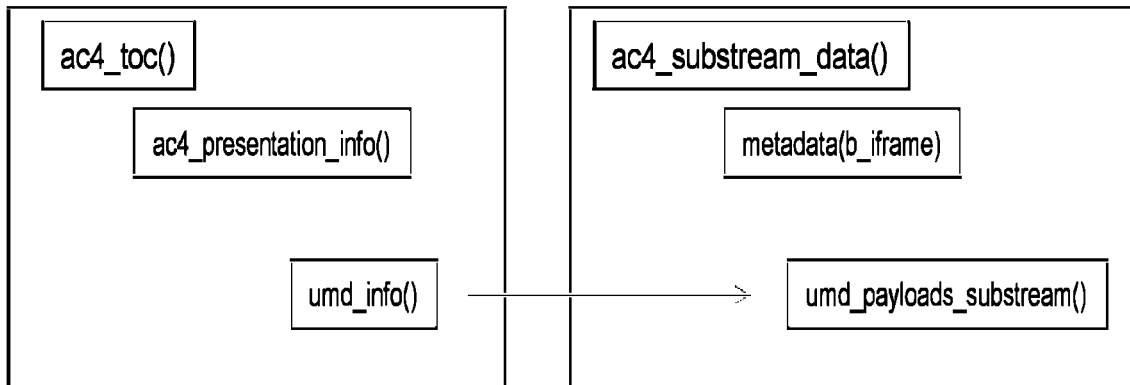 ac4_toc()
ac4_presentation_info()
umd_info()
ac4_substream_data()
metadata(b_iframe)
umd_payloads_substream()